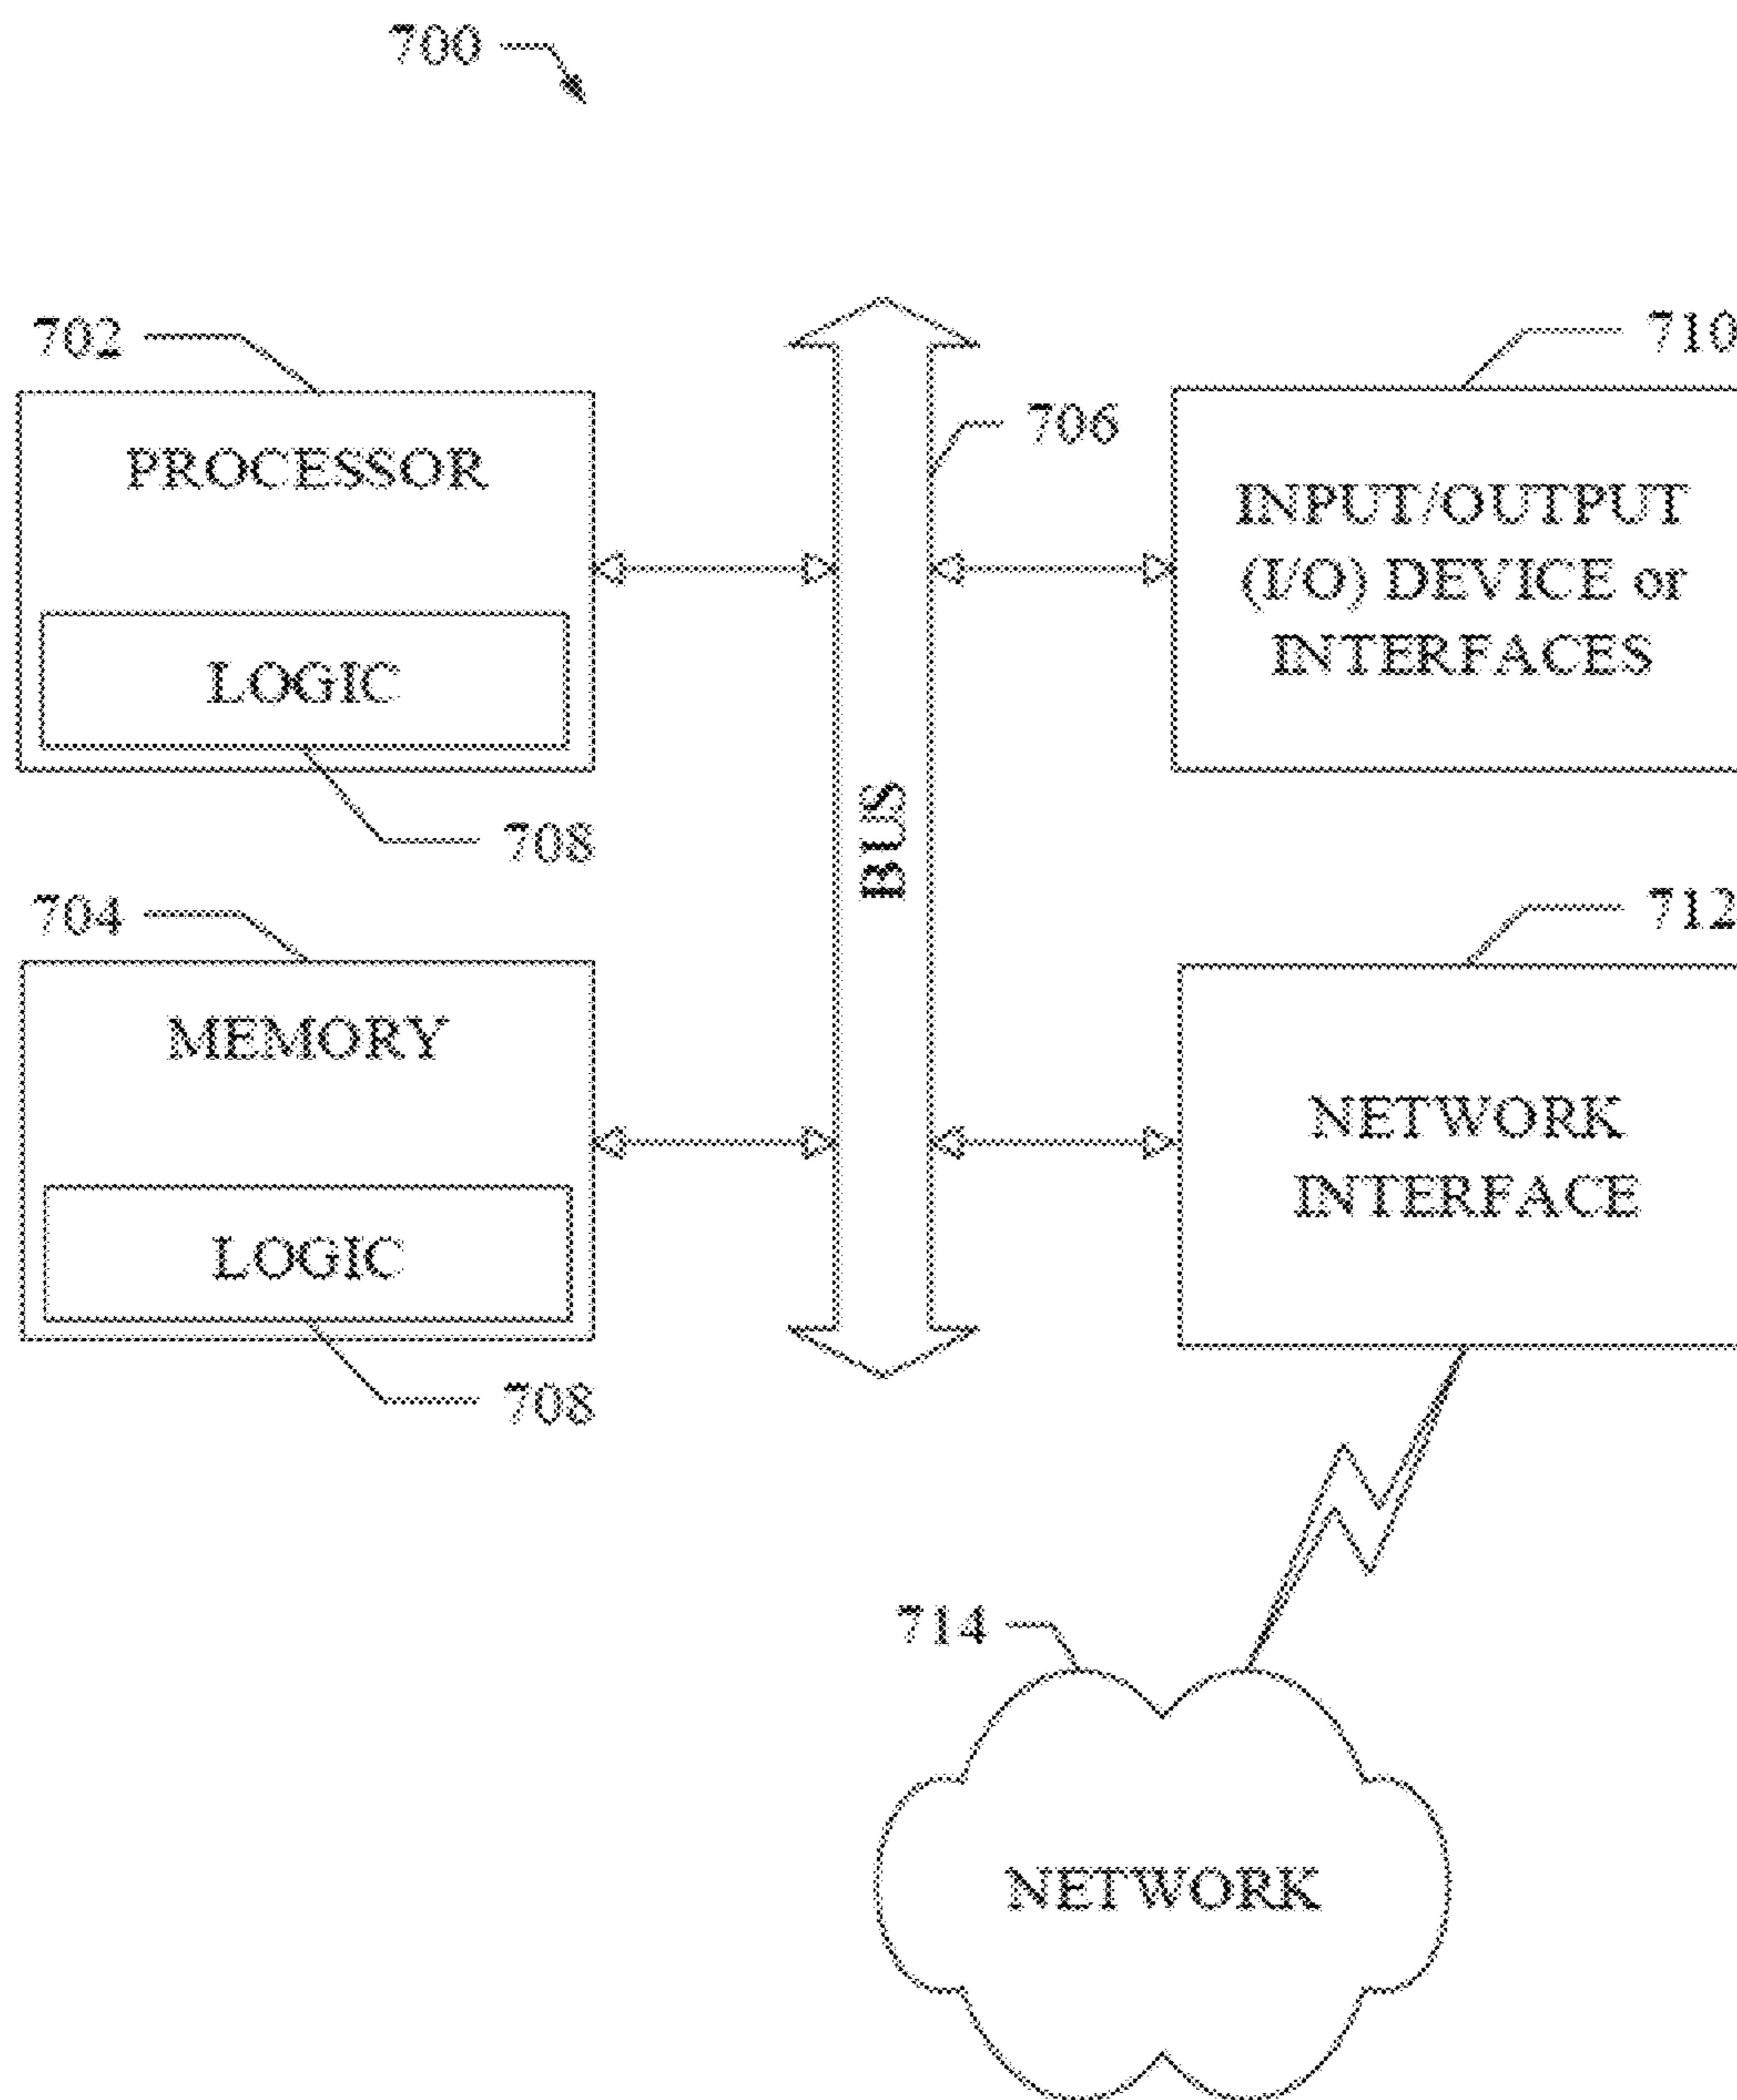 700
702
PROCESSOR
LOGIC
708
704
MEMORY
LOGIC
708
706
BUS
710
INPUT/OUTPUT
(I/O) DEVICE or
INTERFACES
712
NETWORK
INTERFACE
714
NETWORK